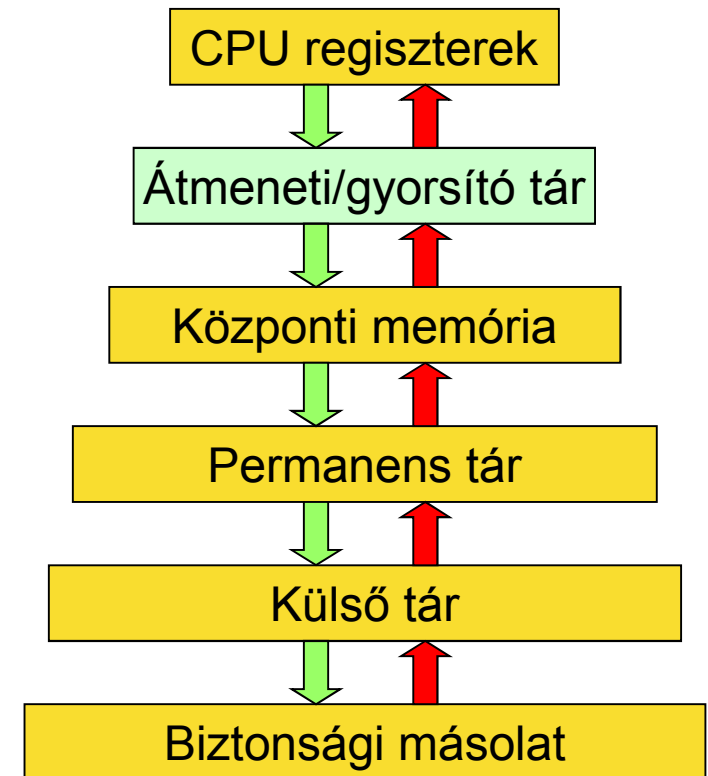 CPU regiszterek
Átmeneti/gyorsító tár
Központi memória
Permanens tár
Külső tár
Biztonsági másolat